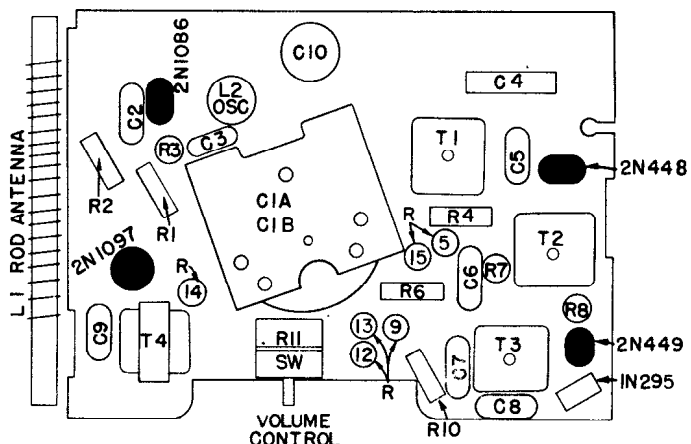 2N1086
C10
C4
L2
OSC
C2
R3
C3
T1
C5
2N448
L1 ROD ANTENNA
R2
R1
C1A
C1B
R
R4
5
15
T2
2N1097
R
14
C6
R7
R6
R8
C9
T4
R11
SW
13
9
12
R
C7
T3
2N449
1N295
R10
C8
VOLUME
CONTROL